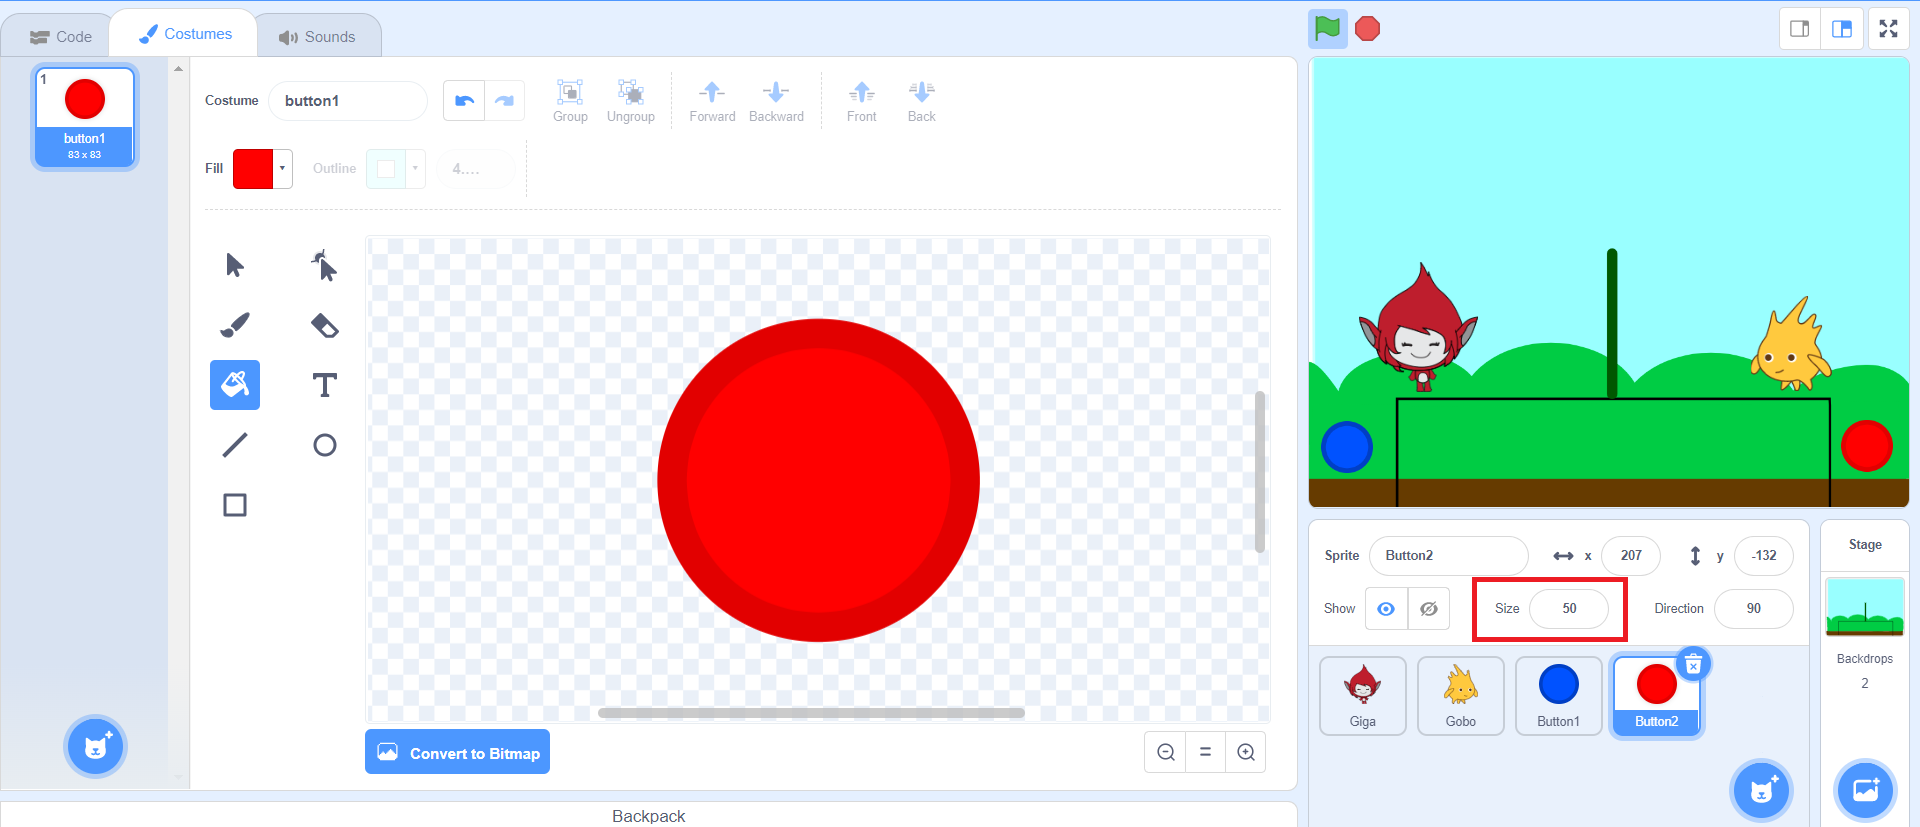 Code
Costumes
Sounds
1
button1
83 x 83
Costume
button1
Group
Ungroup
Forward
Backward
Front
Back
Fill
Outline
4....
T
Convert to Bitmap
=
Backpack
Sprite
Button2
x
207
y
-132
Show
Size
50
Direction
90
Giga
Gobo
Button1
Button2
Stage
Backdrops
2